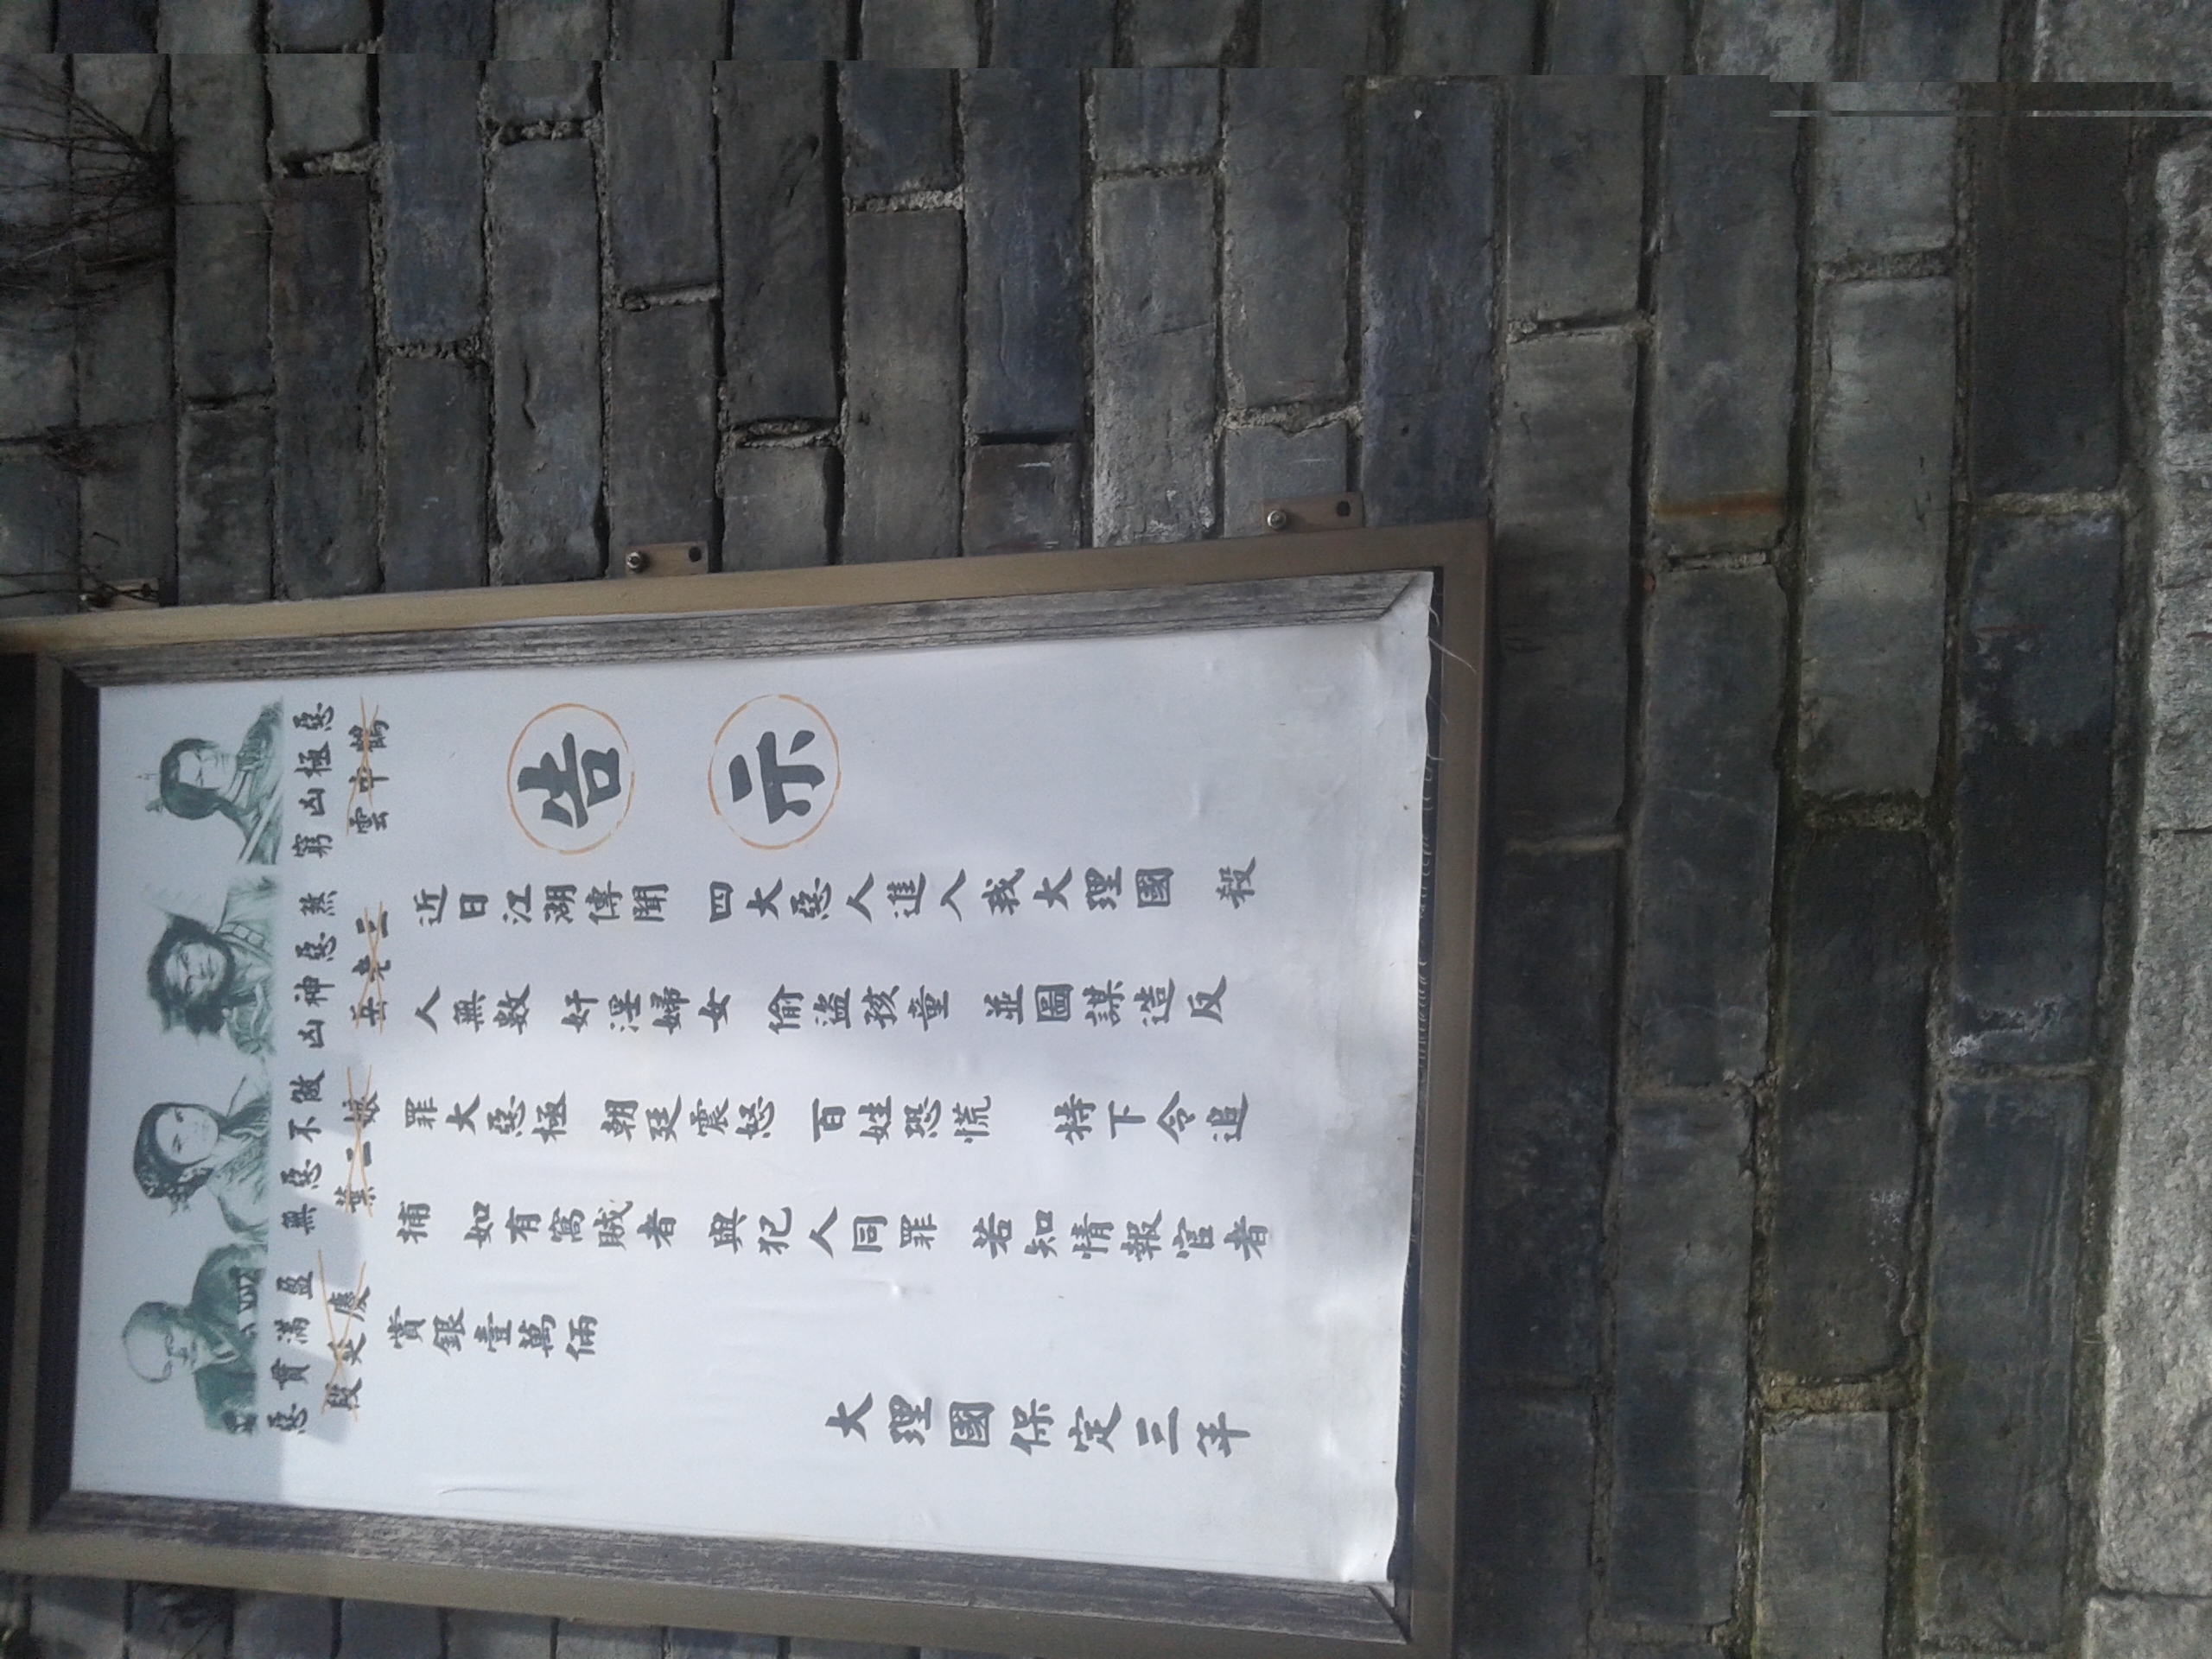 惡貫滿盈 無惡不做 凶神惡煞 窮凶極惡
段延慶 葉二娘 岳老三 雲中鶴
告示
近日江湖傳聞 四大惡人進入我大理國 殺
人無數 奸淫婦女 偷盜孩童 並圖謀造反
罪大惡極 朝廷震怒 百姓恐慌 特下令追
捕 如有窩賊者 與犯人同罪 若知情報官者
賞銀壹萬倆
大理國保定三年